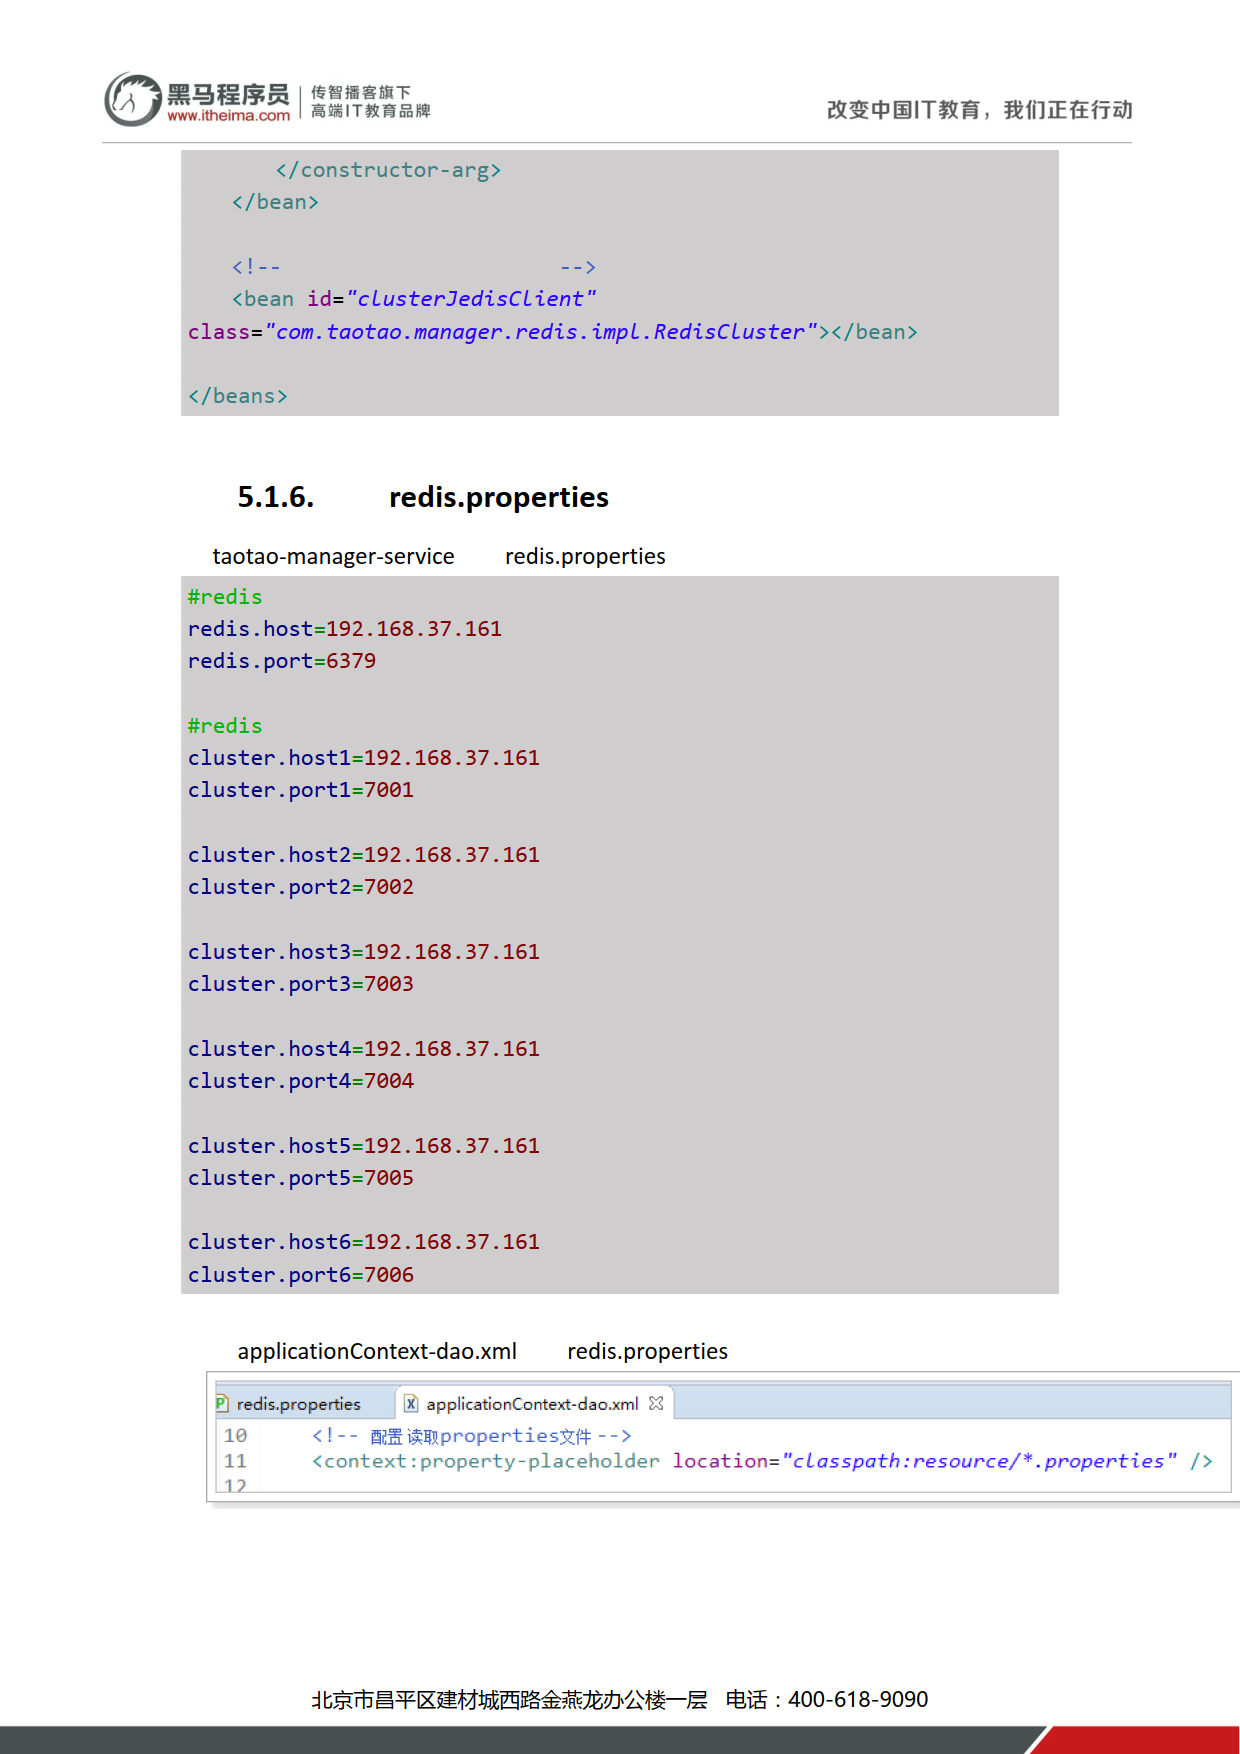 黑马程序员
www.itheima.com
传智播客旗下
高端IT教育品牌
改变中国IT教育，我们正在行动
</constructor-arg>
</bean>
<!-- -->
<bean id="clusterJedisClient"
class="com.taotao.manager.redis.impl.RedisCluster"></bean>
</beans>
5.1.6. redis.properties
taotao-manager-service redis.properties
#redis
redis.host=192.168.37.161
redis.port=6379
#redis
cluster.host1=192.168.37.161
cluster.port1=7001
cluster.host2=192.168.37.161
cluster.port2=7002
cluster.host3=192.168.37.161
cluster.port3=7003
cluster.host4=192.168.37.161
cluster.port4=7004
cluster.host5=192.168.37.161
cluster.port5=7005
cluster.host6=192.168.37.161
cluster.port6=7006
applicationContext-dao.xml redis.properties
redis.properties applicationContext-dao.xml
10 <!-- 配置 读取properties文件 -->
11 <context:property-placeholder location="classpath:resource/*.properties" />
12
北京市昌平区建材城西路金燕龙办公楼一层 电话：400-618-9090